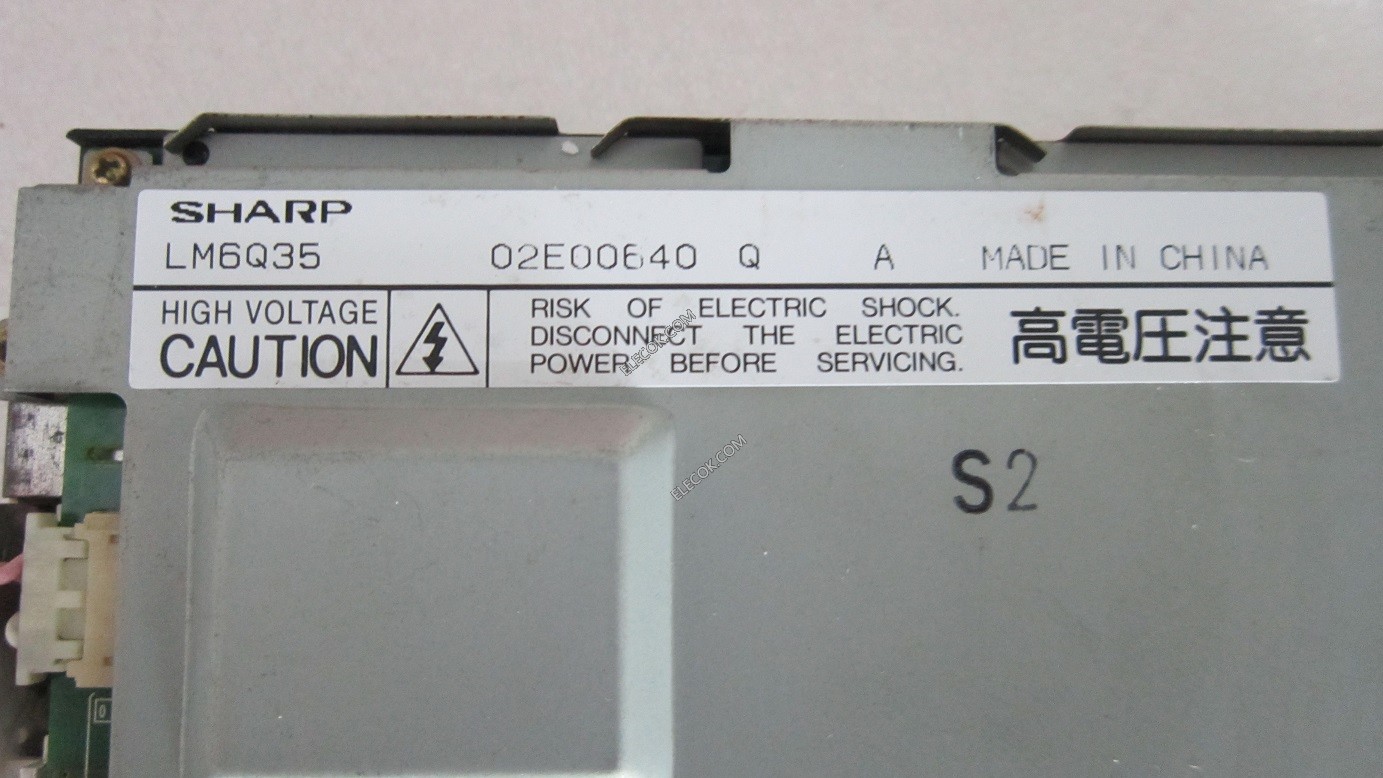 SHARP
LM6Q35 02E00640 Q A MADE IN CHINA
HIGH VOLTAGE
CAUTION
RISK OF ELECTRIC SHOCK.
DISCONNECT THE ELECTRIC
POWER BEFORE SERVICING.
高電圧注意
ELECOK.COM
ELECOK.COM
S2
0